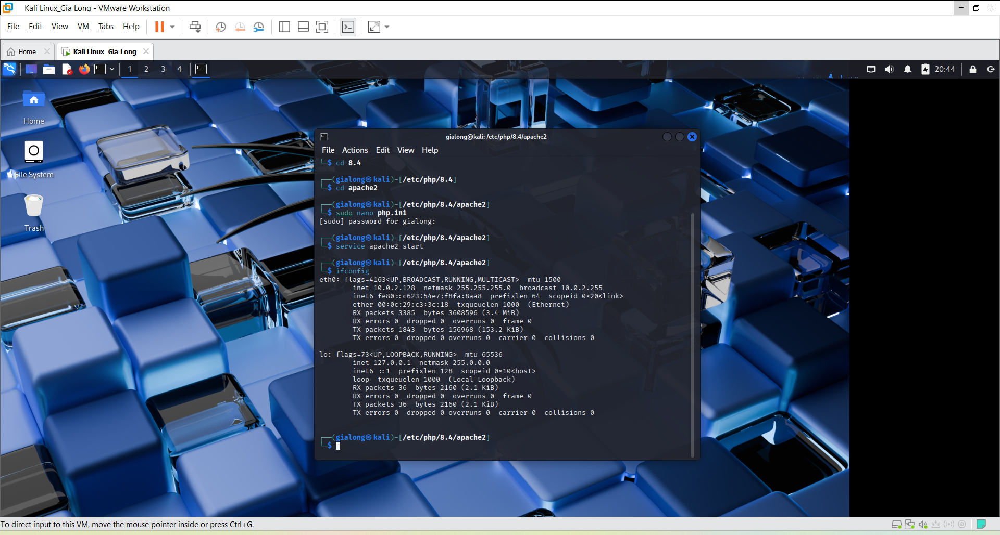 Kali Linux_Gia Long - VMware Workstation
File Edit View VM Tabs Help
Home
Kali Linux_Gia Long
1 2 3 4
20:44
Home
File System
Trash
gialong@kali: /etc/php/8.4/apache2
File Actions Edit View Help
└─$ cd 8.4
┌──(gialong㉿kali)-[/etc/php/8.4]
└─$ cd apache2
┌──(gialong㉿kali)-[/etc/php/8.4/apache2]
└─$ sudo nano php.ini
[sudo] password for gialong:
┌──(gialong㉿kali)-[/etc/php/8.4/apache2]
└─$ service apache2 start
┌──(gialong㉿kali)-[/etc/php/8.4/apache2]
└─$ ifconfig
eth0: flags=4163<UP,BROADCAST,RUNNING,MULTICAST>  mtu 1500
inet 10.0.2.128  netmask 255.255.255.0  broadcast 10.0.2.255
inet6 fe80::c623:54e7:f8fa:8aa8  prefixlen 64  scopeid 0×20<link>
ether 00:0c:29:c3:3c:18  txqueuelen 1000  (Ethernet)
RX packets 3385  bytes 3608596 (3.4 MiB)
RX errors 0  dropped 0  overruns 0  frame 0
TX packets 1843  bytes 156968 (153.2 KiB)
TX errors 0  dropped 0 overruns 0  carrier 0  collisions 0
lo: flags=73<UP,LOOPBACK,RUNNING>  mtu 65536
inet 127.0.0.1  netmask 255.0.0.0
inet6 ::1  prefixlen 128  scopeid 0×10<host>
loop  txqueuelen 1000  (Local Loopback)
RX packets 36  bytes 2160 (2.1 KiB)
RX errors 0  dropped 0  overruns 0  frame 0
TX packets 36  bytes 2160 (2.1 KiB)
TX errors 0  dropped 0 overruns 0  carrier 0  collisions 0
┌──(gialong㉿kali)-[/etc/php/8.4/apache2]
└─$
To direct input to this VM, move the mouse pointer inside or press Ctrl+G.